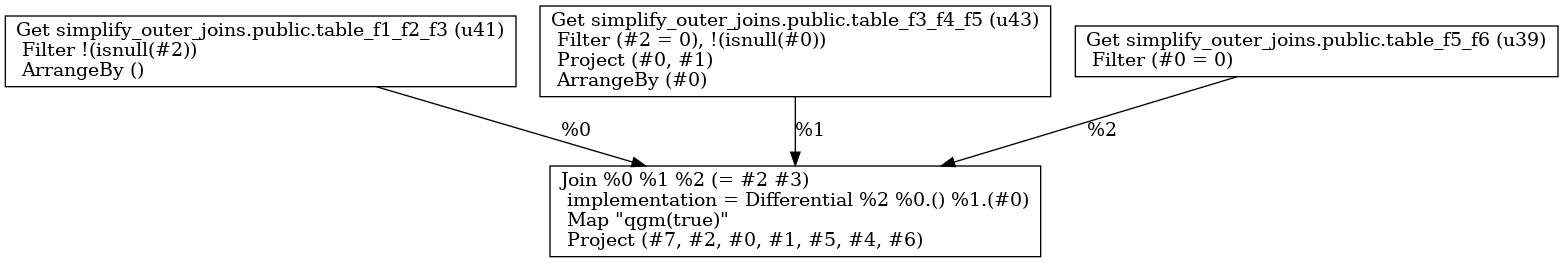 Get simplify_outer_joins.public.table_f1_f2_f3 (u41)
Filter !(isnull(#2))
ArrangeBy ()
Get simplify_outer_joins.public.table_f3_f4_f5 (u43)
Filter (#2 = 0), !(isnull(#0))
Project (#0, #1)
ArrangeBy (#0)
Get simplify_outer_joins.public.table_f5_f6 (u39)
Filter (#0 = 0)
%0
%1
%2
Join %0 %1 %2 (= #2 #3)
implementation = Differential %2 %0.() %1.(#0)
Map "qgm(true)"
Project (#7, #2, #0, #1, #5, #4, #6)